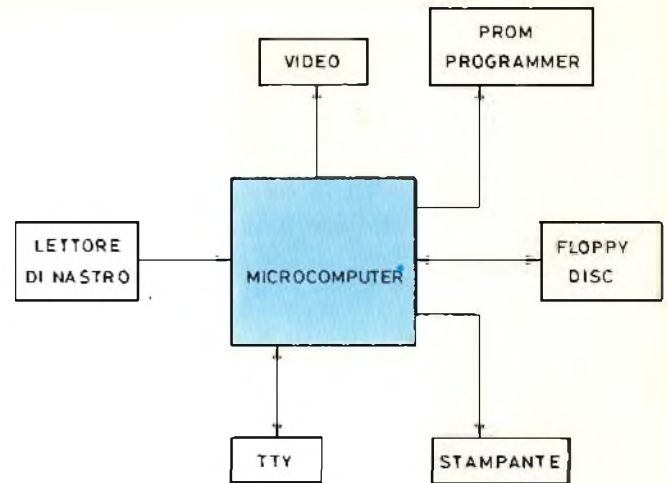 VIDEO
PROM
PROGRAMMER
LETTORE
DI NASTRO
MICROCOMPUTER
FLOPPY
DISC
TTY
STAMPANTE